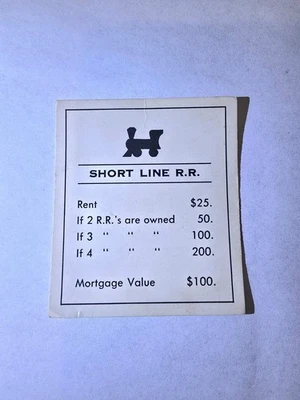 SHORT LINE R.R.
Rent $25.
If 2 R.R.'s are owned 50.
If 3 " " " 100.
If 4 " " " 200.
Mortgage Value $100.